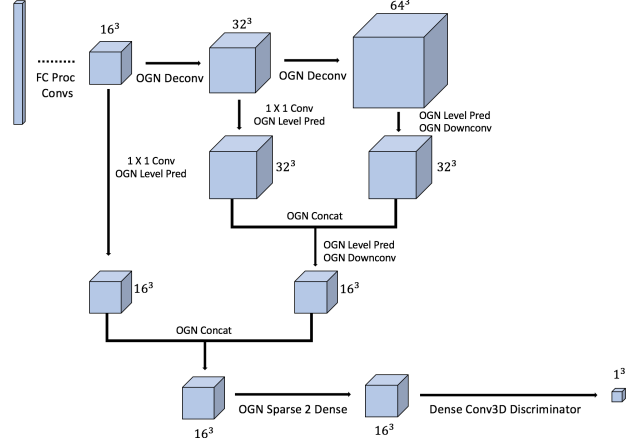 64³
32³
16³
FC Proc
Convs
OGN Deconv
OGN Deconv
1 X 1 Conv
OGN Level Pred
OGN Level Pred
OGN Downconv
1 X 1 Conv
OGN Level Pred
32³
32³
OGN Concat
OGN Level Pred
OGN Downconv
16³
16³
OGN Concat
1³
OGN Sparse 2 Dense
Dense Conv3D Discriminator
16³
16³